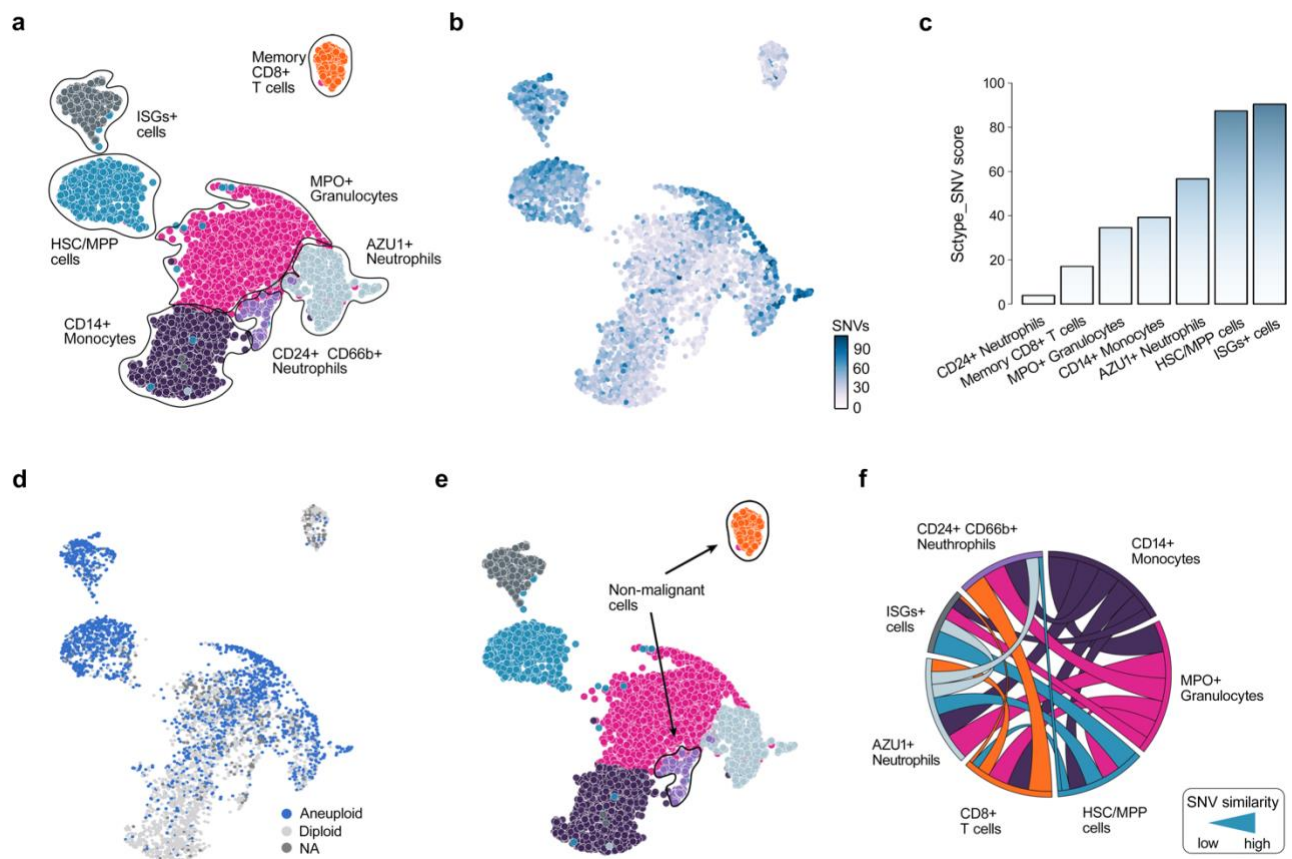 a
Memory
CD8+
T cells
ISGs+
cells
MPO+
Granulocytes
HSC/MPP
cells
AZU1+
Neutrophils
CD14+
Monocytes
CD24+ CD66b+
Neutrophils
b
SNVs
90
60
30
0
c
Sctype_SNV score
100
80
60
40
20
0
CD24+ Neutrophils
Memory CD8+ T cells
MPO+ Granulocytes
CD14+ Monocytes
AZU1+ Neutrophils
HSC/MPP cells
ISGs+ cells
d
Aneuploid
Diploid
NA
e
Non-malignant
cells
f
CD24+ CD66b+
Neuthrophils
CD14+
Monocytes
ISGs+
cells
MPO+
Granulocytes
AZU1+
Neutrophils
CD8+
T cells
HSC/MPP
cells
SNV similarity
low high